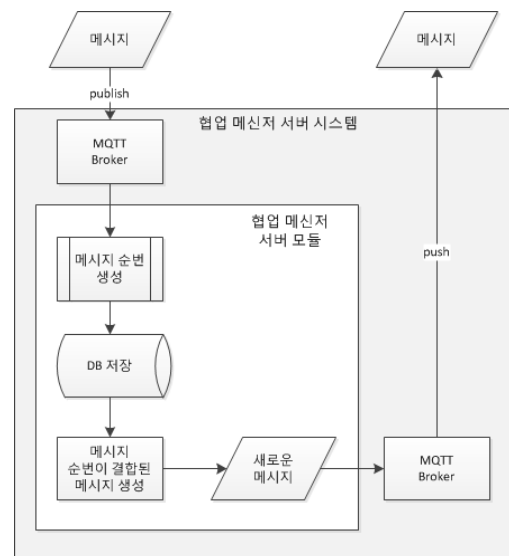 메시지
메시지
publish
협업 메신저 서버 시스템
MQTT
Broker
협업 메신저
서버 모듈
메시지 순번
생성
push
DB 저장
메시지
순번이 결합된
메시지 생성
새로운
메시지
MQTT
Broker